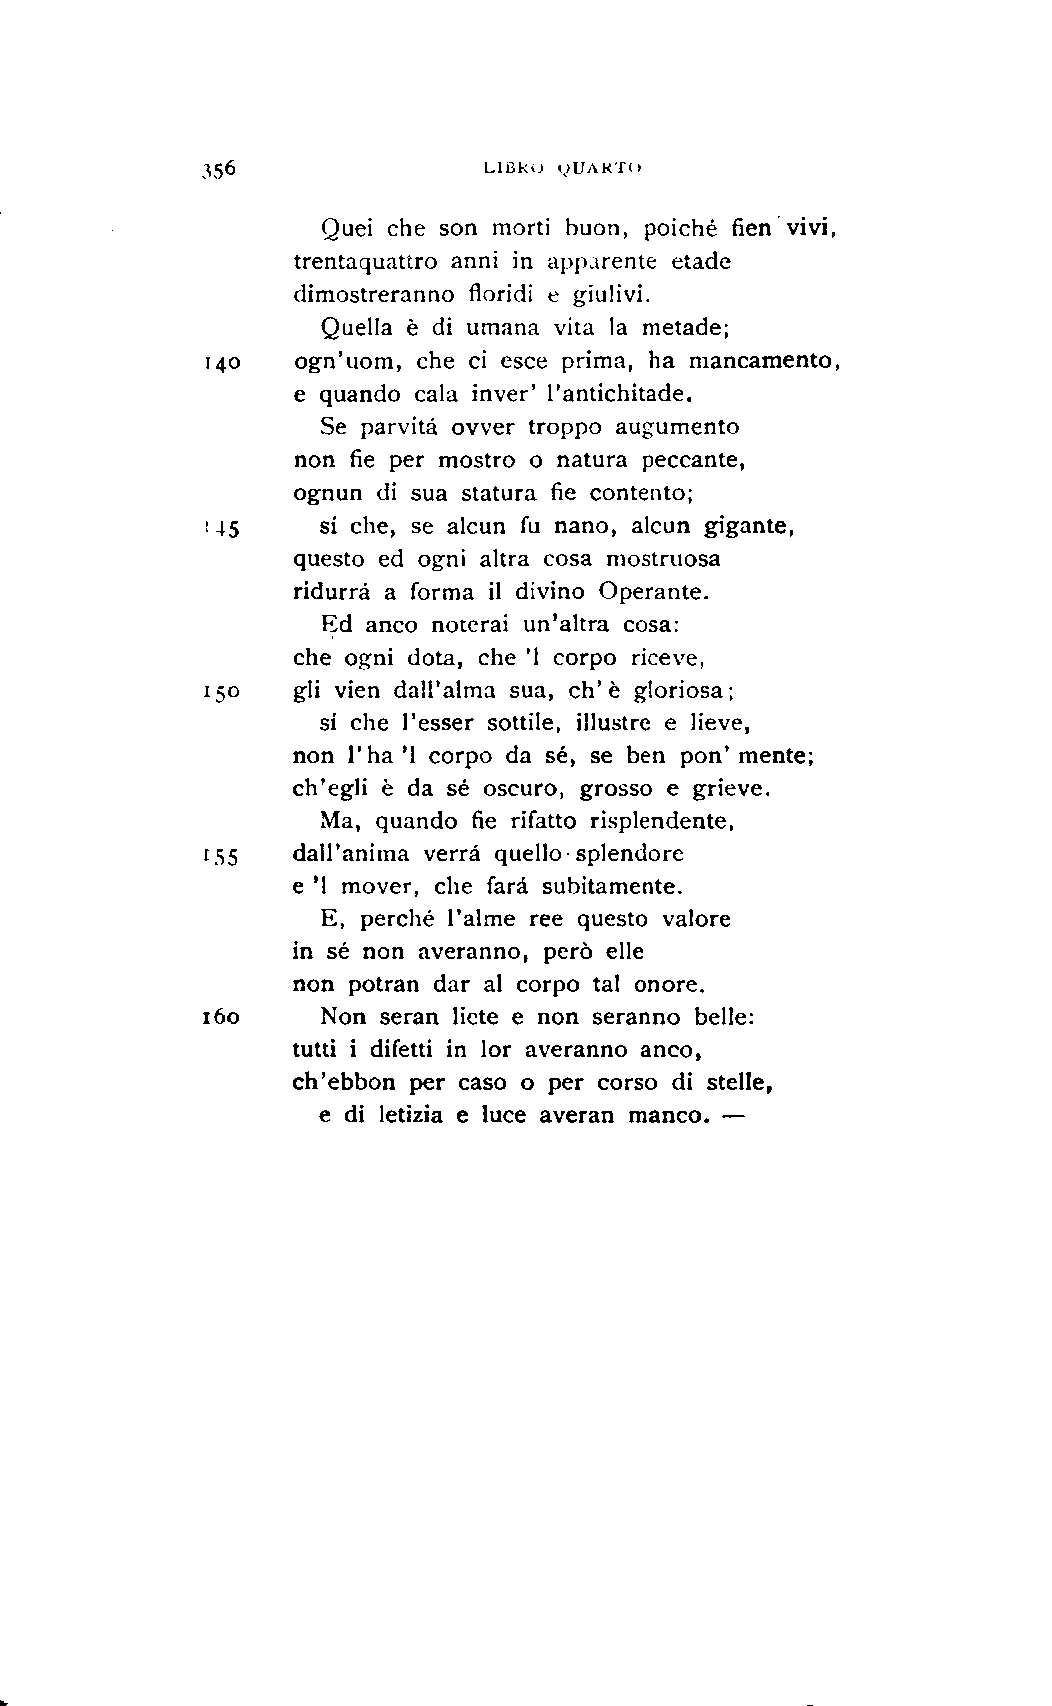 356 LIBRO QUARTO
Quei che son morti buon, poiché fien vivi,
trentaquattro anni in apparente etade
dimostreranno floridi e giulivi.
Quella è di umana vita la metade;
140 ogn'uom, che ci esce prima, ha mancamento,
e quando cala inver' l'antichitade.
Se parvitá ovver troppo augumento
non fie per mostro o natura peccante,
ognun di sua statura fie contento;
145 sí che, se alcun fu nano, alcun gigante,
questo ed ogni altra cosa mostruosa
ridurrá a forma il divino Operante.
Ed anco noterai un'altra cosa:
che ogni dota, che 'l corpo riceve,
150 gli vien dall'alma sua, ch'è gloriosa;
sí che l'esser sottile, illustre e lieve,
non l'ha 'l corpo da sé, se ben pon' mente;
ch'egli è da sé oscuro, grosso e grieve.
Ma, quando fie rifatto risplendente,
155 dall'anima verrá quello splendore
e 'l mover, che fará subitamente.
E, perché l'alme ree questo valore
in sé non averanno, però elle
non potran dar al corpo tal onore.
160 Non seran liete e non seranno belle:
tutti i difetti in lor averanno anco,
ch'ebbon per caso o per corso di stelle,
e di letizia e luce averan manco. —